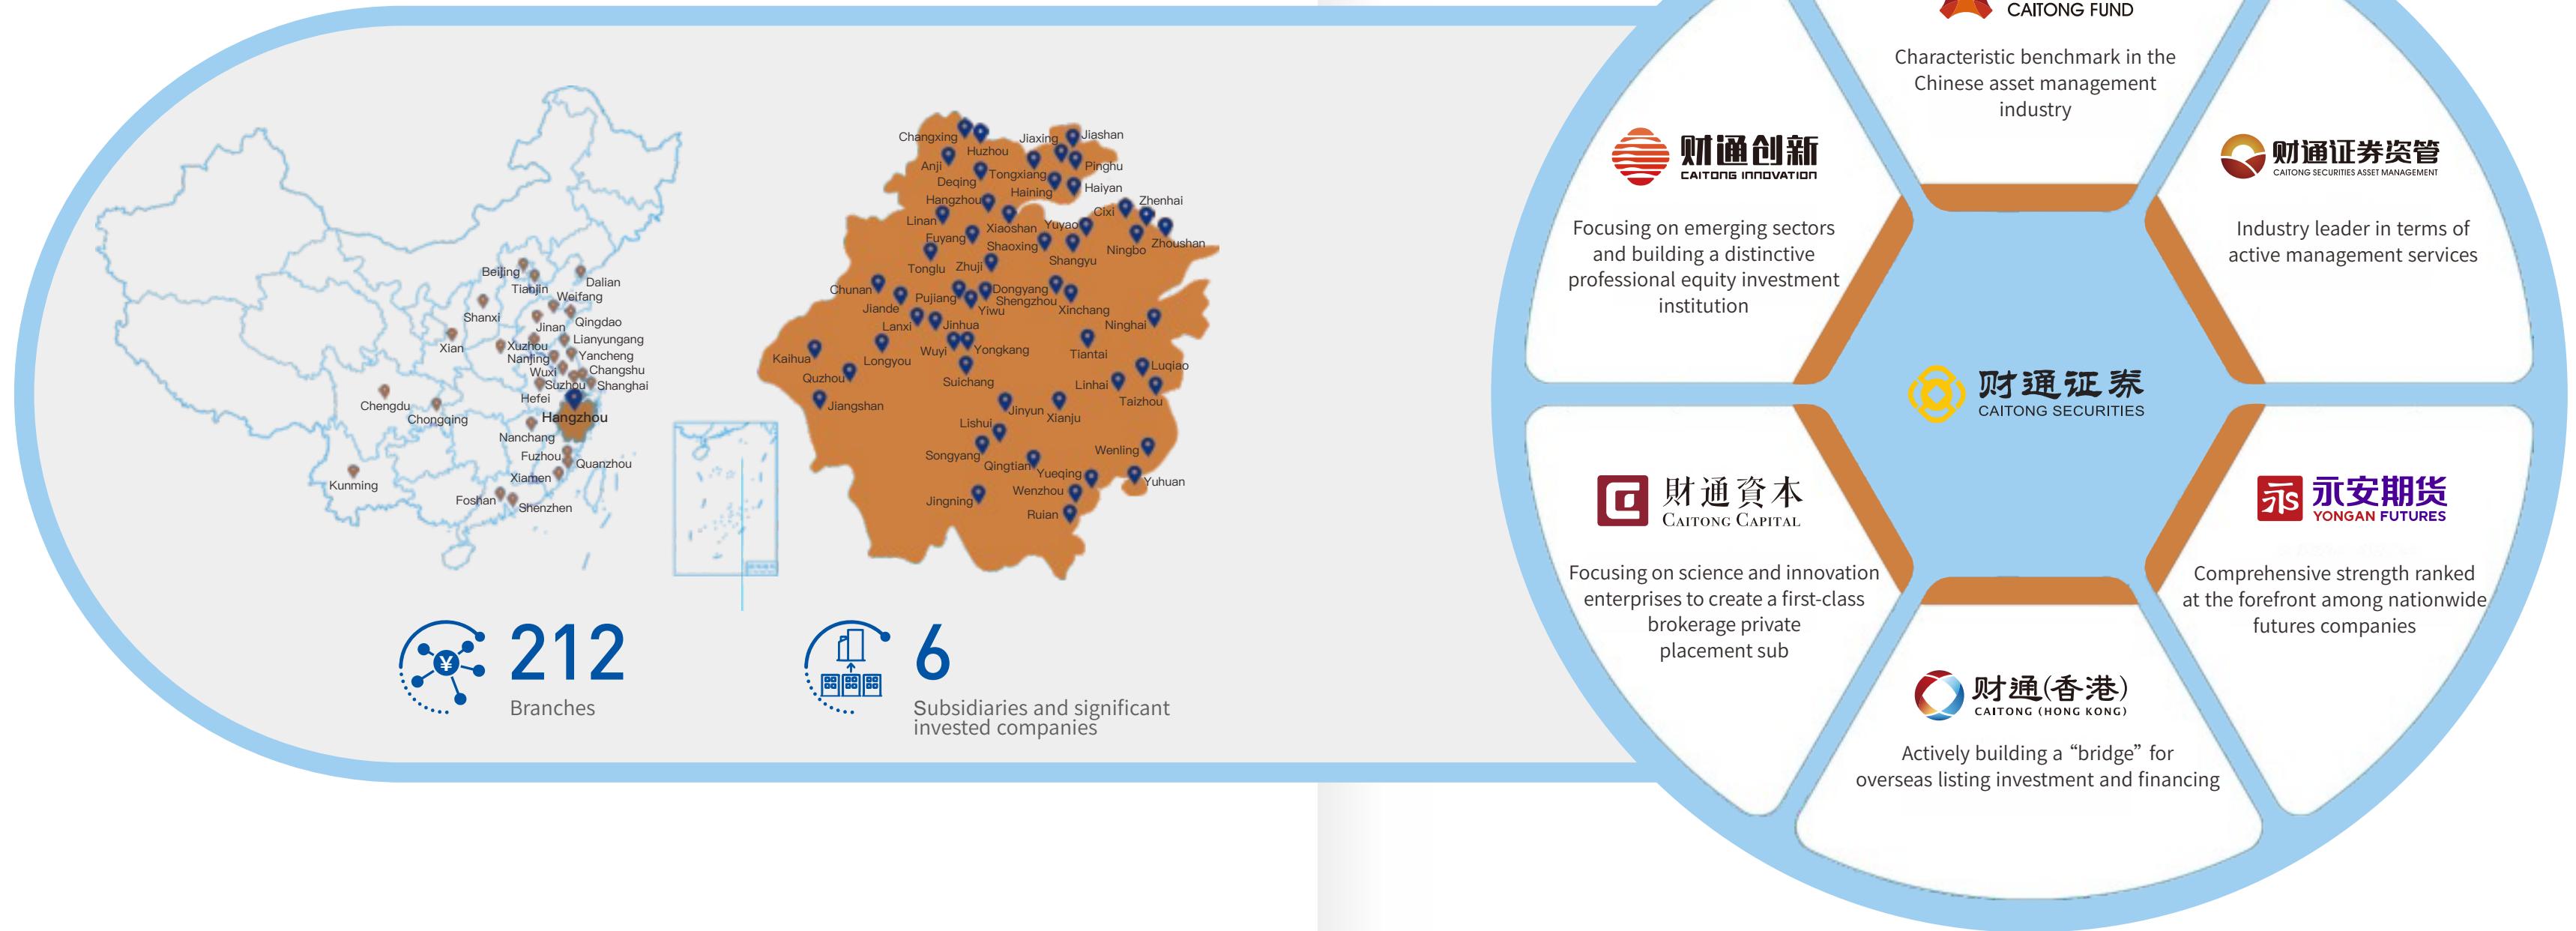 Beijing
Tianjin
Dalian
Weifang
Shanxi
Jinan
Qingdao
Xian
Xuzhou
Lianyungang
Nanjing
Yancheng
Wuxi
Changshu
Suzhou
Shanghai
Hefei
Chengdu
Chongqing
Hangzhou
Nanchang
Fuzhou
Quanzhou
Kunming
Xiamen
Foshan
Shenzhen
Changxing
Huzhou
Jiaxing
Jiashan
Anji
Pinghu
Deqing
Tongxiang
Haining
Haiyan
Hangzhou
Cixi
Zhenhai
Linan
Xiaoshan
Yuyao
Fuyang
Shaoxing
Ningbo
Zhoushan
Tonglu
Zhuji
Shangyu
Chunan
Pujiang
Dongyang
Shengzhou
Jiande
Yiwu
Xinchang
Lanxi
Jinhua
Ninghai
Kaihua
Longyou
Wuyi
Yongkang
Tiantai
Quzhou
Suichang
Luqiao
Linhai
Taizhou
Jiangshan
Jinyun
Xianju
Lishui
Songyang
Wenling
Qingtian
Yueqing
Yuhuan
Jingning
Wenzhou
Ruian
¥
212
Branches
6
Subsidiaries and significant
invested companies
CAITONG FUND
Characteristic benchmark in the
Chinese asset management
industry
财通创新
CAITONG INNOVATION
Focusing on emerging sectors
and building a distinctive
professional equity investment
institution
财通证券资管
CAITONG SECURITIES ASSET MANAGEMENT
Industry leader in terms of
active management services
财通证券
CAITONG SECURITIES
財通資本
CAITONG CAPITAL
Focusing on science and innovation
enterprises to create a first-class
brokerage private
placement sub
永安期货
YONGAN FUTURES
Comprehensive strength ranked
at the forefront among nationwide
futures companies
财通(香港)
CAITONG (HONG KONG)
Actively building a “bridge” for
overseas listing investment and financing